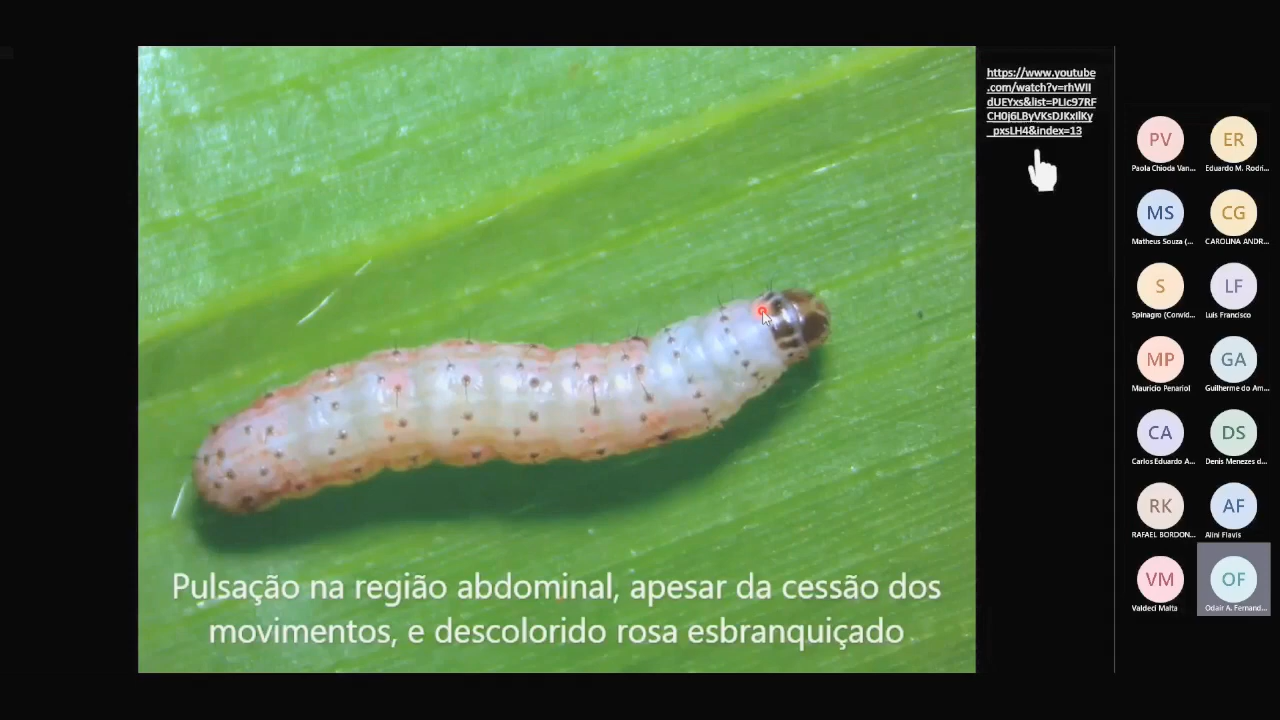 https://www.youtube
.com/watch?v=rhWIl
dUEYxs&list=PLIc97RF
CH0j6LByVKsDJKxIlKy
_pxsLH4&index=13
Pulsação na região abdominal, apesar da cessão dos
movimentos, e descolorido rosa esbranquiçado
PV
ER
Paola Chioda Van...
Eduardo M. Rodri...
MS
CG
Matheus Souza (...
CAROLINA ANDR...
S
LF
Spinagro (Convid...
Luis Francisco
MP
GA
Mauricio Penariol
Guilherme do Am...
CA
DS
Carlos Eduardo A...
Denis Menezes d...
RK
AF
RAFAEL BORDON...
Alini Flavis
VM
OF
Valdeci Malta
Odair A. Fernand...